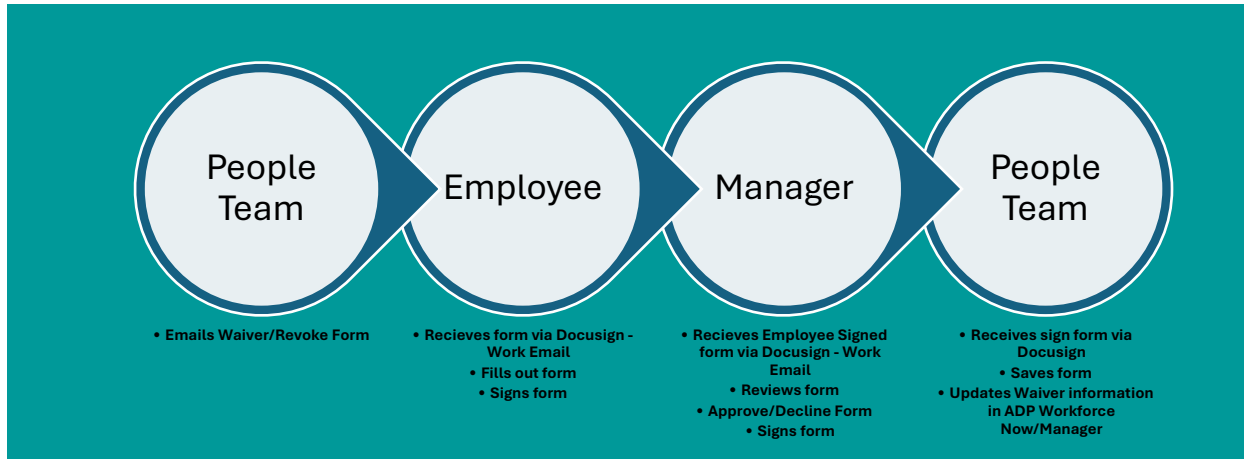 People
Team
Employee
Manager
People
Team
• Emails Waiver/Revoke Form
• Recieves form via Docusign -
Work Email
• Fills out form
• Signs form
• Recieves Employee Signed
form via Docusign - Work
Email
• Reviews form
• Approve/Decline Form
• Signs form
• Receives sign form via
Docusign
• Saves form
• Updates Waiver information
in ADP Workforce
Now/Manager